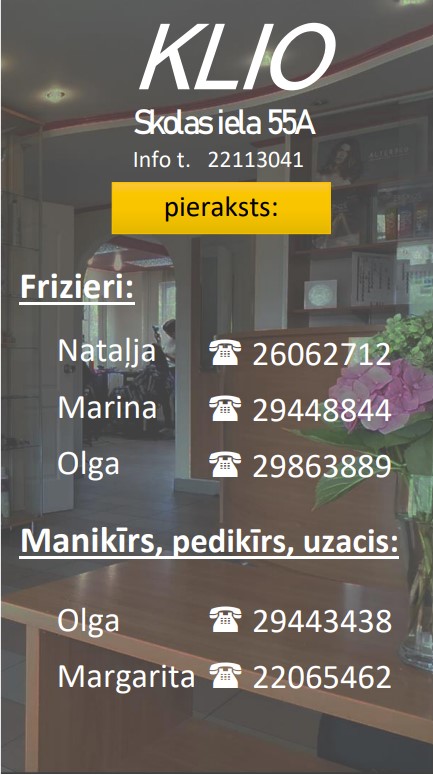 KLIO
Skolas iela 55A
Info t. 22113041
pieraksts:
Frizieri:
Nataļja ☎ 26062712
Marina ☎ 29448844
Olga ☎ 29863889
Manikīrs, pedikīrs, uzacis:
Olga ☎ 29443438
Margarita ☎ 22065462